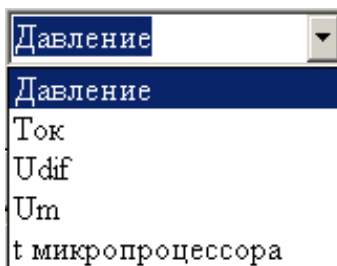 Давление
Давление
Ток
Udif
Um
t микропроцессора